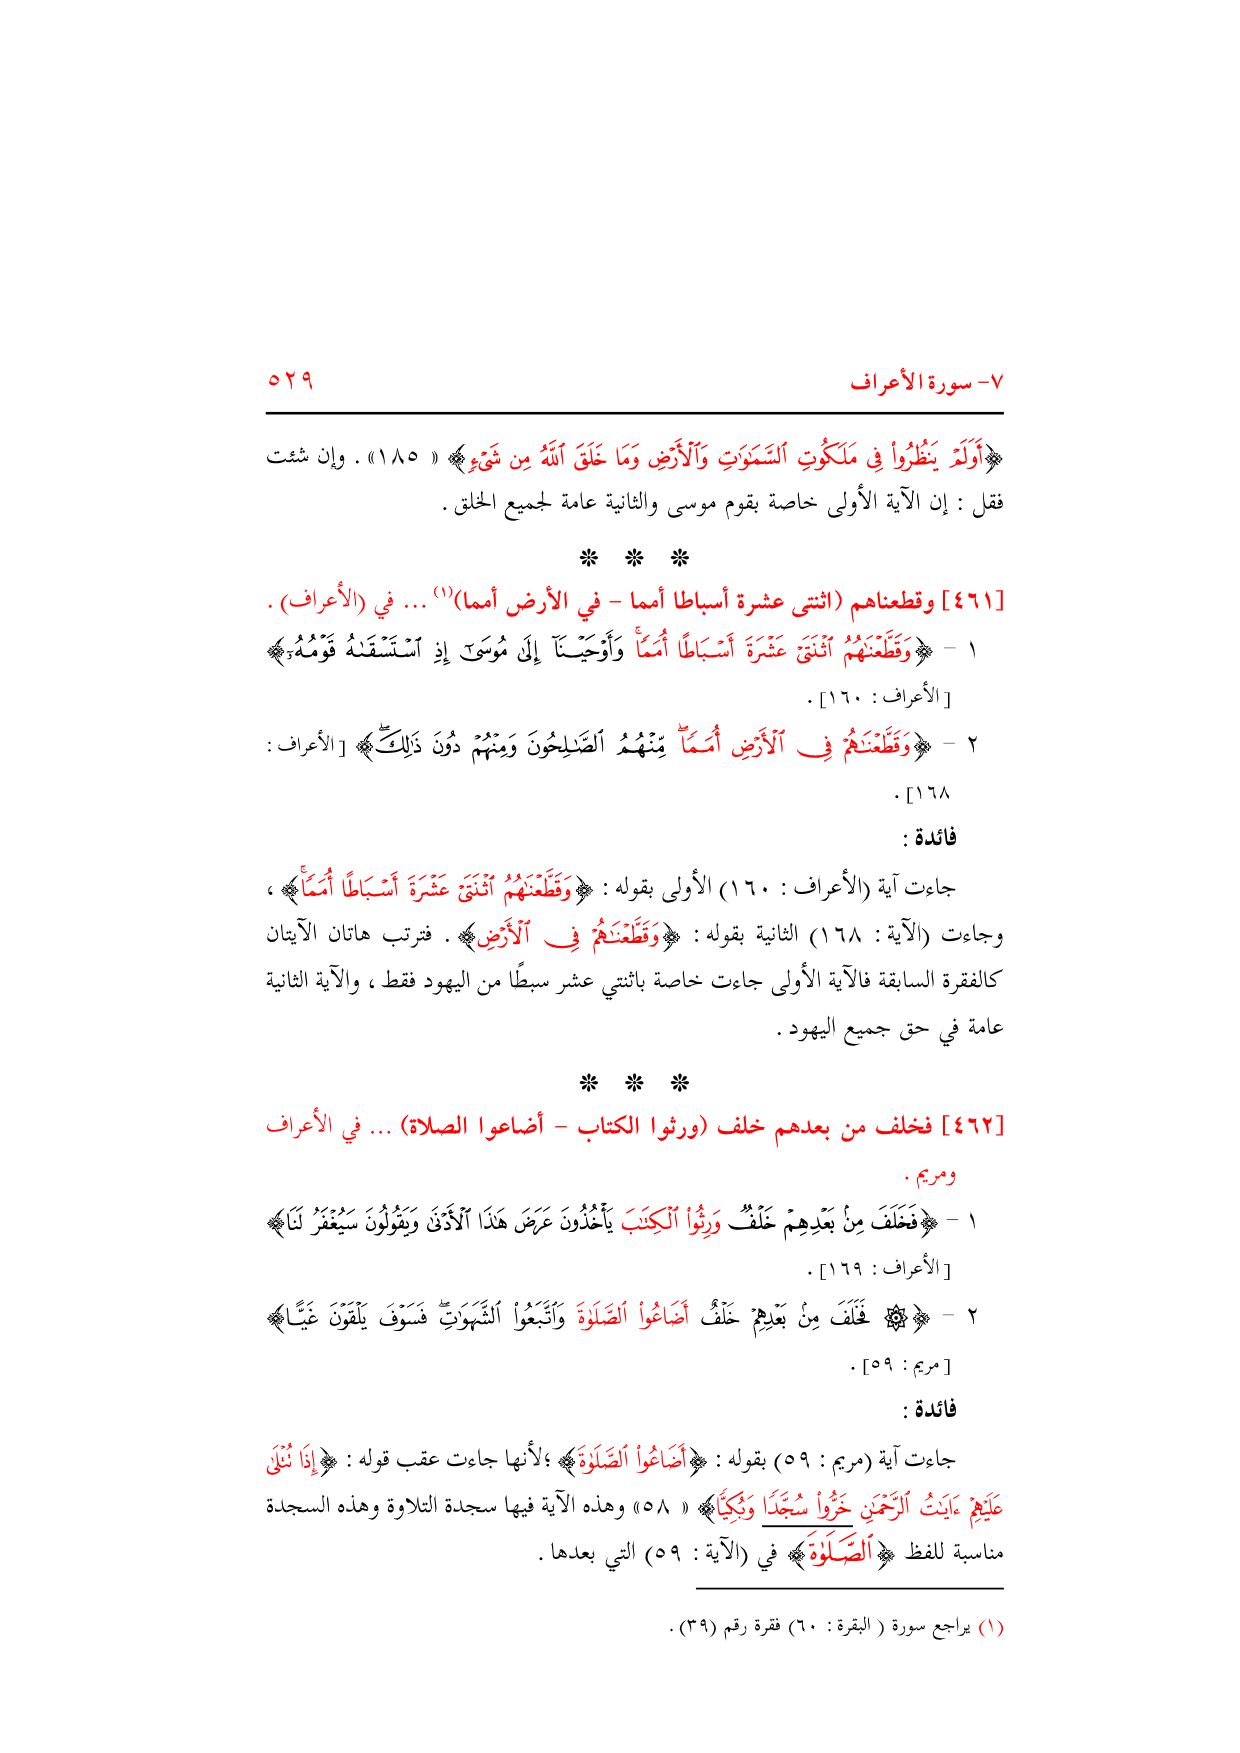 ٧- سورة الأعراف ٥٢٩
﴿أَوَلَمْ يَنظُرُوا۟ فِى مَلَكُوتِ ٱلسَّمَـٰوَٰتِ وَٱلْأَرْضِ وَمَا خَلَقَ ٱللَّهُ مِن شَىْءٍ﴾ « ١٨٥» . وإن شئت
فقل : إن الآية الأولى خاصة بقوم موسى والثانية عامة لجميع الخلق .
❊ ❊ ❊
[٤٦١] وقطعناهم (اثنتى عشرة أسباطا أمما – في الأرض أمما)(١) ... في (الأعراف) .
١ – ﴿وَقَطَّعْنَـٰهُمُ ٱثْنَتَىْ عَشْرَةَ أَسْبَاطًا أُمَمًا ۚ وَأَوْحَيْنَآ إِلَىٰ مُوسَىٰٓ إِذِ ٱسْتَسْقَىٰهُ قَوْمُهُۥٓ﴾
[الأعراف : ١٦٠] .
٢ – ﴿وَقَطَّعْنَـٰهُمْ فِى ٱلْأَرْضِ أُمَمًا ۖ مِّنْهُمُ ٱلصَّـٰلِحُونَ وَمِنْهُمْ دُونَ ذَٰلِكَ ۖ﴾ [الأعراف :
١٦٨] .
فائدة :
جاءت آية (الأعراف : ١٦٠) الأولى بقوله : ﴿وَقَطَّعْنَـٰهُمُ ٱثْنَتَىْ عَشْرَةَ أَسْبَاطًا أُمَمًا ۚ﴾ ،
وجاءت (الآية : ١٦٨) الثانية بقوله : ﴿وَقَطَّعْنَـٰهُمْ فِى ٱلْأَرْضِ﴾ . فترتب هاتان الآيتان
كالفقرة السابقة فالآية الأولى جاءت خاصة باثنتي عشر سبطًا من اليهود فقط ، والآية الثانية
عامة في حق جميع اليهود .
❊ ❊ ❊
[٤٦٢] فخلف من بعدهم خلف (ورثوا الكتاب – أضاعوا الصلاة) ... في الأعراف
ومريم .
١ – ﴿فَخَلَفَ مِنۢ بَعْدِهِمْ خَلْفٌ وَرِثُوا۟ ٱلْكِتَـٰبَ يَأْخُذُونَ عَرَضَ هَـٰذَا ٱلْأَدْنَىٰ وَيَقُولُونَ سَيُغْفَرُ لَنَا﴾
[الأعراف : ١٦٩] .
٢ – ﴿۞ فَخَلَفَ مِنۢ بَعْدِهِمْ خَلْفٌ أَضَاعُوا۟ ٱلصَّلَوٰةَ وَٱتَّبَعُوا۟ ٱلشَّهَوَٰتِ ۖ فَسَوْفَ يَلْقَوْنَ غَيًّا﴾
[مريم : ٥٩] .
فائدة :
جاءت آية (مريم : ٥٩) بقوله : ﴿أَضَاعُوا۟ ٱلصَّلَوٰةَ﴾ ؛لأنها جاءت عقب قوله : ﴿إِذَا تُتْلَىٰ
عَلَيْهِمْ ءَايَـٰتُ ٱلرَّحْمَـٰنِ خَرُّوا۟ سُجَّدًا وَبُكِيًّا﴾ « ٥٨» وهذه الآية فيها سجدة التلاوة وهذه السجدة
مناسبة للفظ ﴿ٱلصَّلَوٰةَ﴾ في (الآية : ٥٩) التي بعدها .
(١) يراجع سورة ( البقرة : ٦٠) فقرة رقم (٣٩) .